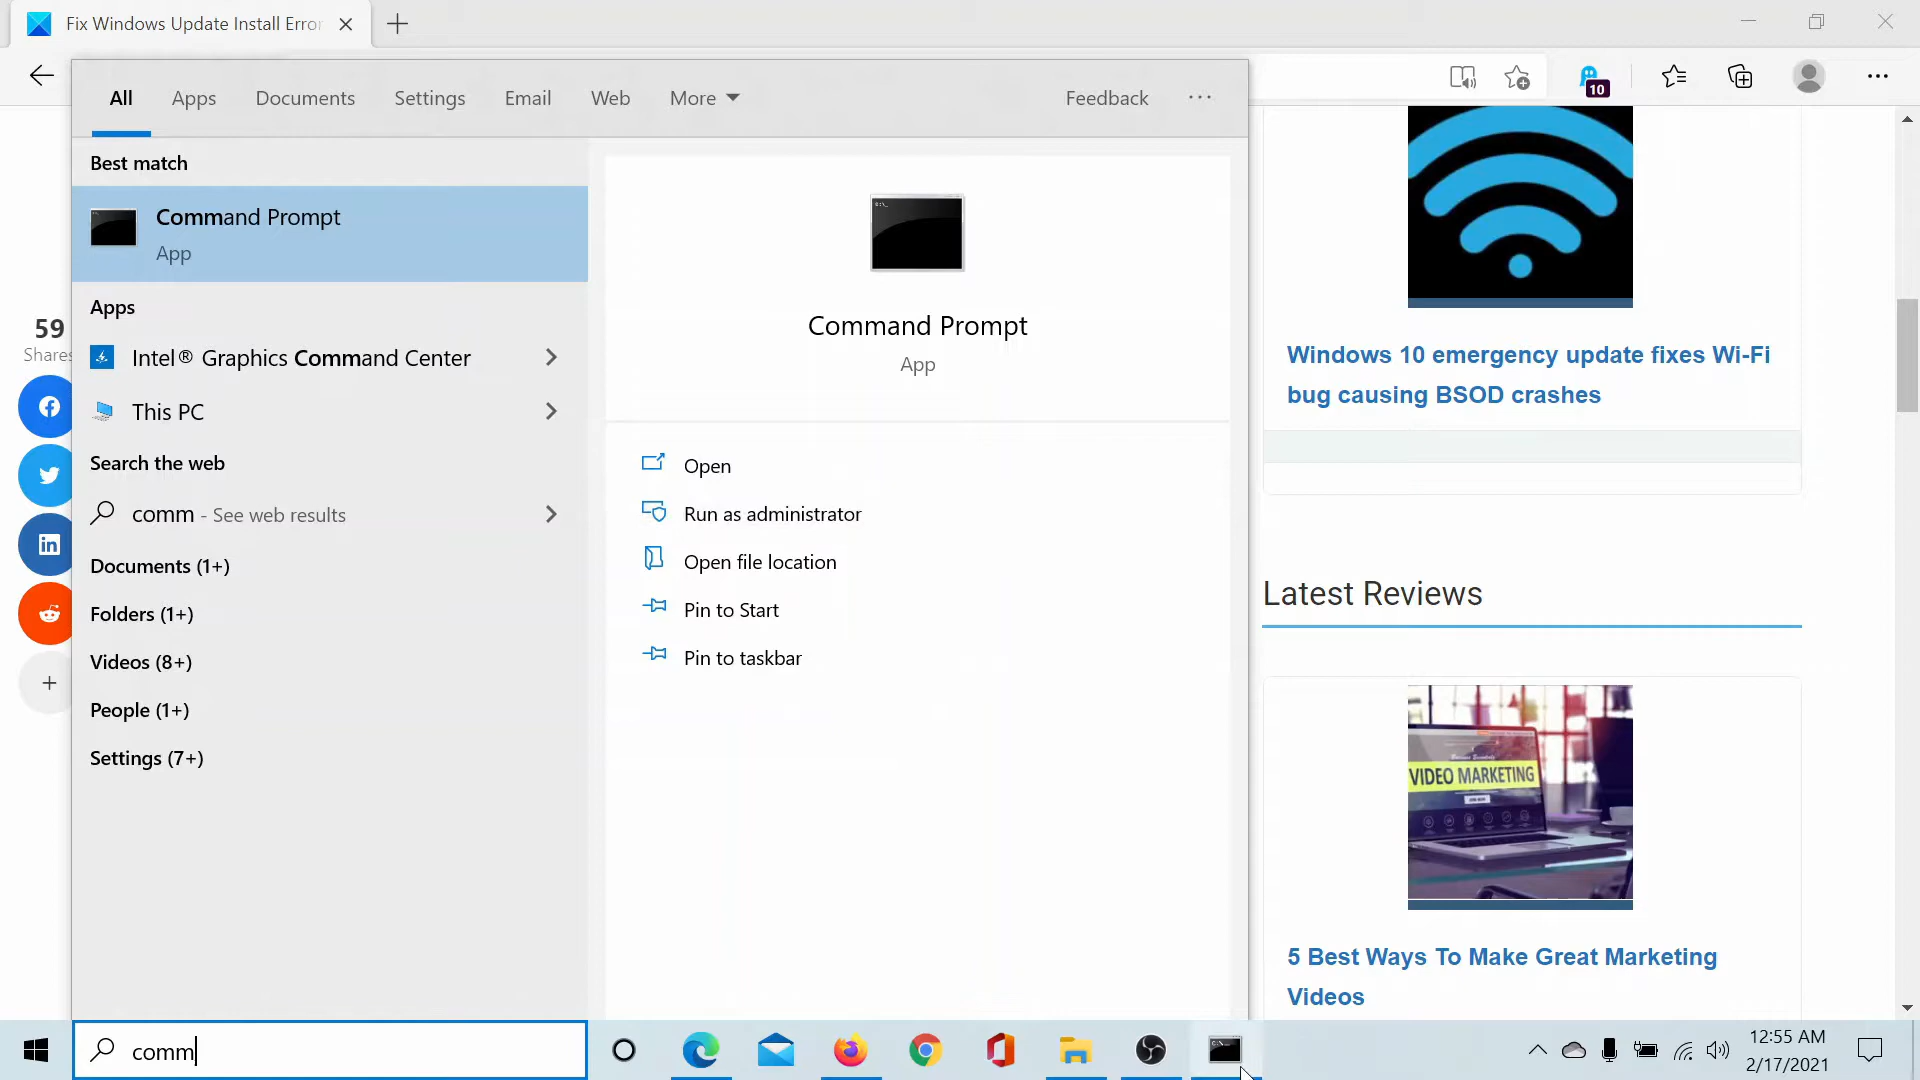 Fix Windows Update Install Error
10
All
Apps
Documents
Settings
Email
Web
More
Feedback
Best match
Command Prompt
App
Apps
Intel® Graphics Command Center
This PC
Search the web
comm - See web results
Documents (1+)
Folders (1+)
Videos (8+)
People (1+)
Settings (7+)
Command Prompt
App
Open
Run as administrator
Open file location
Pin to Start
Pin to taskbar
59
Shares
Windows 10 emergency update fixes Wi-Fi
bug causing BSOD crashes
Latest Reviews
VIDEO MARKETING
5 Best Ways To Make Great Marketing
Videos
comm
12:55 AM
2/17/2021